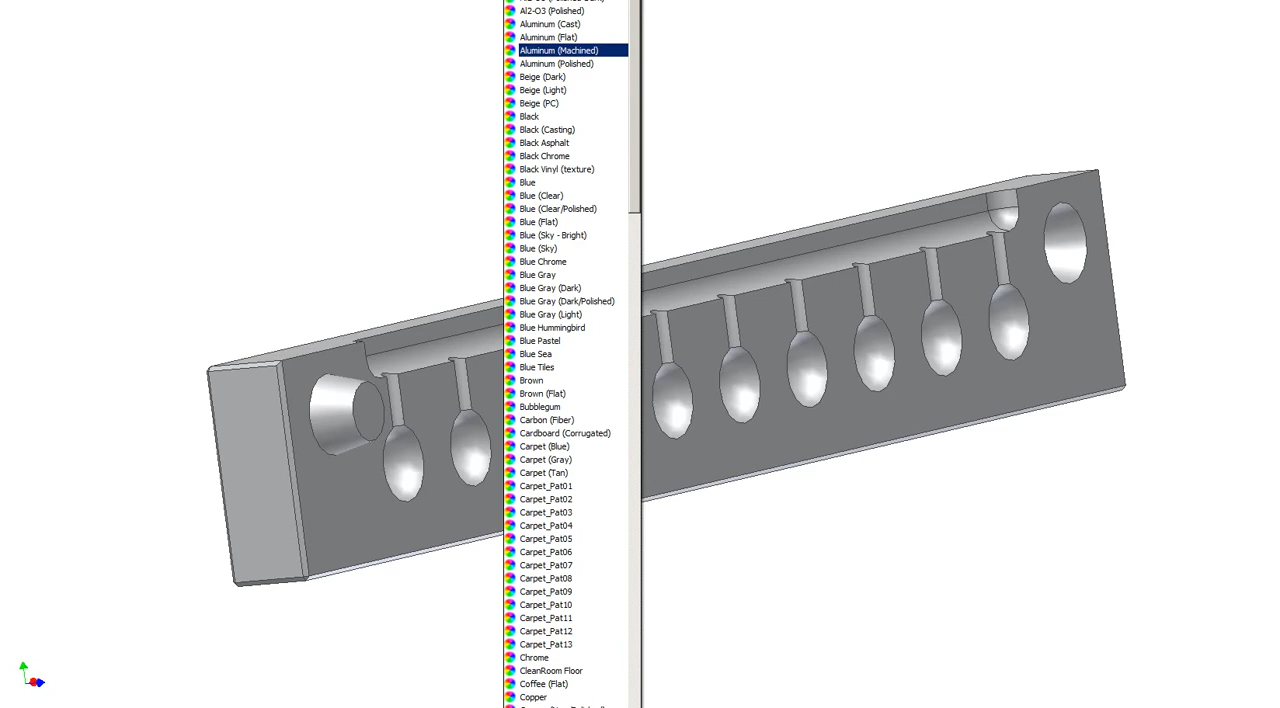 Al2-O3 (Polished)
Aluminum (Cast)
Aluminum (Flat)
Aluminum (Machined)
Aluminum (Polished)
Beige (Dark)
Beige (Light)
Beige (PC)
Black
Black (Casting)
Black Asphalt
Black Chrome
Black Vinyl (texture)
Blue
Blue (Clear)
Blue (Clear/Polished)
Blue (Flat)
Blue (Sky - Bright)
Blue (Sky)
Blue Chrome
Blue Gray
Blue Gray (Dark)
Blue Gray (Dark/Polished)
Blue Gray (Light)
Blue Hummingbird
Blue Pastel
Blue Sea
Blue Tiles
Brown
Brown (Flat)
Bubblegum
Carbon (Fiber)
Cardboard (Corrugated)
Carpet (Blue)
Carpet (Gray)
Carpet (Tan)
Carpet_Pat01
Carpet_Pat02
Carpet_Pat03
Carpet_Pat04
Carpet_Pat05
Carpet_Pat06
Carpet_Pat07
Carpet_Pat08
Carpet_Pat09
Carpet_Pat10
Carpet_Pat11
Carpet_Pat12
Carpet_Pat13
Chrome
CleanRoom Floor
Coffee (Flat)
Copper